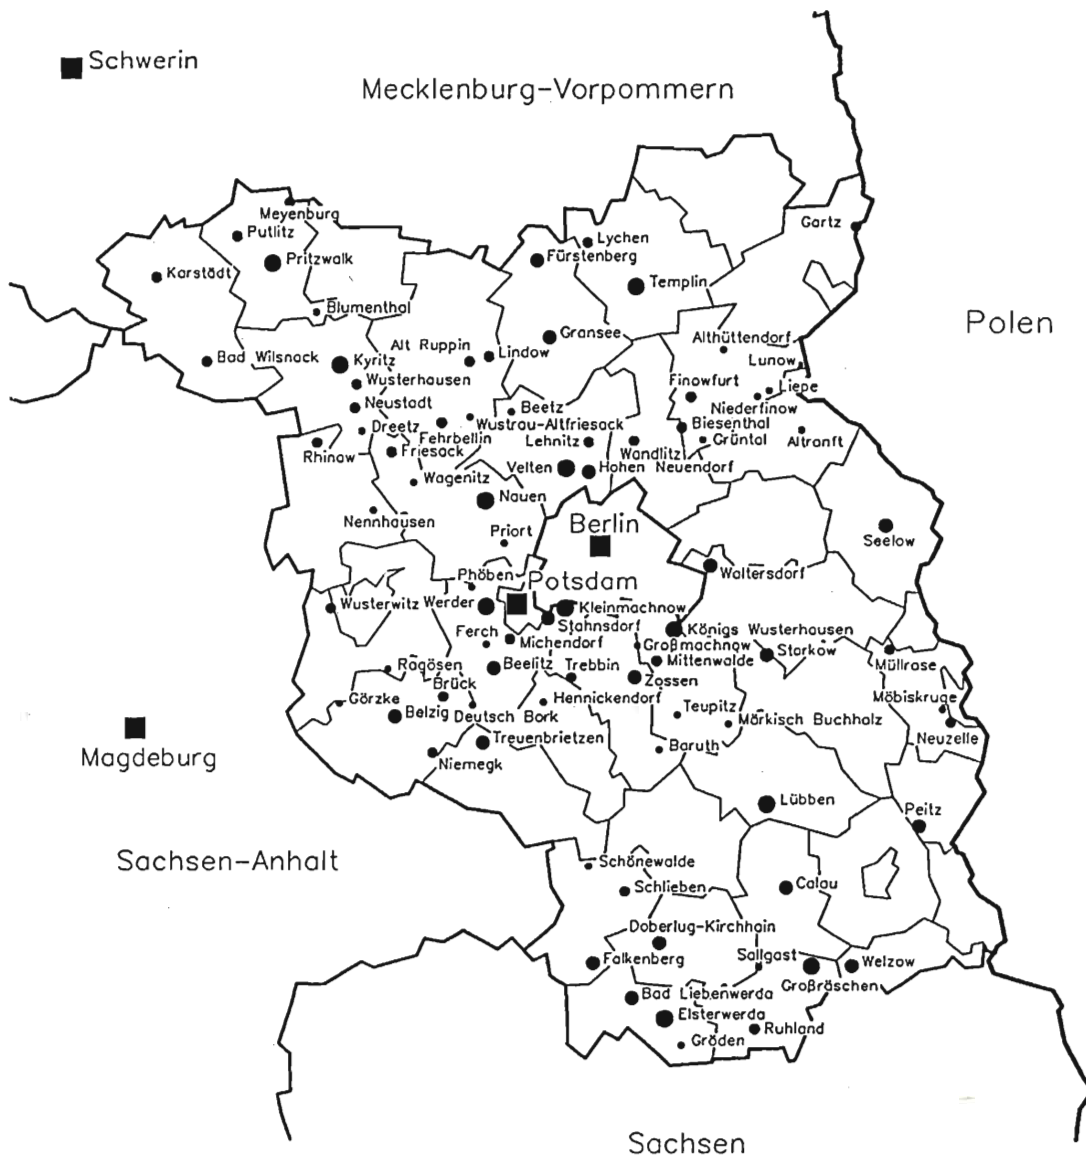 Schwerin
Mecklenburg-Vorpommern
Meyenburg
Gartz
Putlitz
Lychen
Fürstenberg
Pritzwalk
Karstädt
Templin
Blumenthal
Polen
Gransee
Althüttendorf
Alt Ruppin
Lindow
Lunow
Bad Wilsnack
Kyritz
Wusterhausen
Finowfurt
Liepe
Niederfinow
Neustadt
Beetz
Wustrau-Altfriesack
Biesenthal
Dreetz
Fehrbellin
Lehnitz
Grüntal
Altranft
Rhinow
Friesack
Wandlitz
Velten
Hohen Neuendorf
Wagenitz
Nauen
Nennhausen
Berlin
Priort
Seelow
Phöben
Potsdam
Waltersdorf
Wusterwitz
Werder
Kleinmachnow
Stahnsdorf
Ferch
Michendorf
Königs Wusterhausen
Großmachnow
Storkow
Mittenwalde
Müllrose
Ragösen
Beelitz
Trebbin
Zossen
Brück
Görzke
Hennickendorf
Möbiskruge
Belzig
Deutsch Bork
Teupitz
Märkisch Buchholz
Neuzelle
Treuenbrietzen
Baruth
Magdeburg
Niemegk
Lübben
Peitz
Sachsen-Anhalt
Schönewalde
Schlieben
Calau
Doberlug-Kirchhain
Falkenberg
Sallgast
Welzow
Großräschen
Bad Liebenwerda
Elsterwerda
Ruhland
Gröden
Sachsen